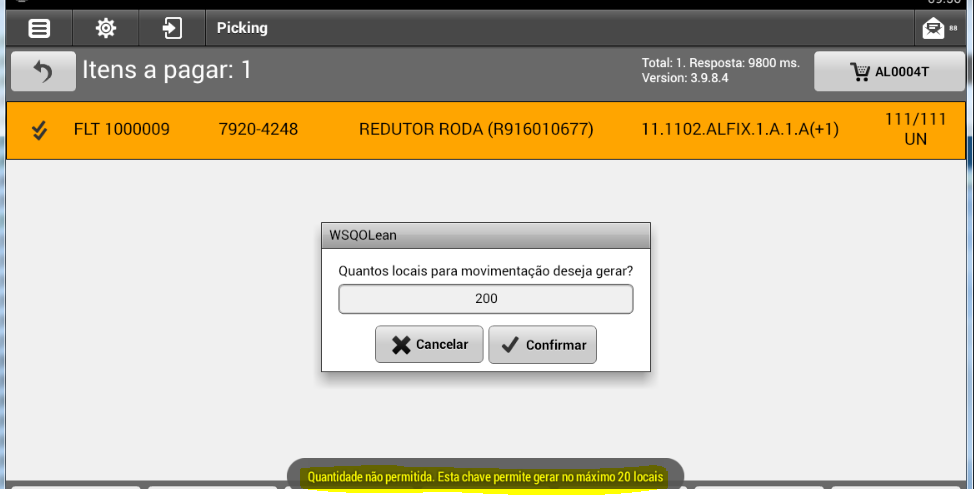 Picking
88
Itens a pagar: 1
Total: 1. Resposta: 9800 ms.
Version: 3.9.8.4
AL0004T
FLT 1000009 7920-4248 REDUTOR RODA (R916010677) 11.1102.ALFIX.1.A.1.A(+1) 111/111
UN
WSQOLean
Quantos locais para movimentação deseja gerar?
200
Cancelar Confirmar
Quantidade não permitida. Esta chave permite gerar no máximo 20 locais